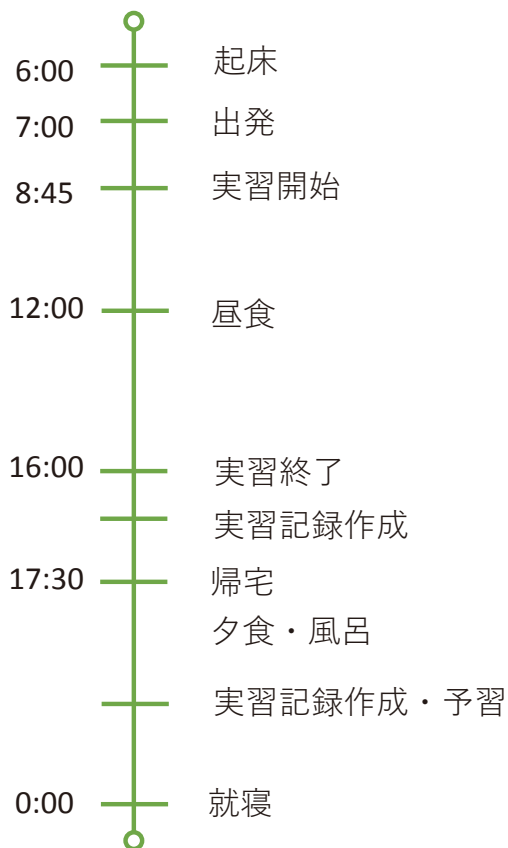 6:00 起床
7:00 出発
8:45 実習開始
12:00 昼食
16:00 実習終了
実習記録作成
17:30 帰宅
夕食・風呂
実習記録作成・予習
0:00 就寝